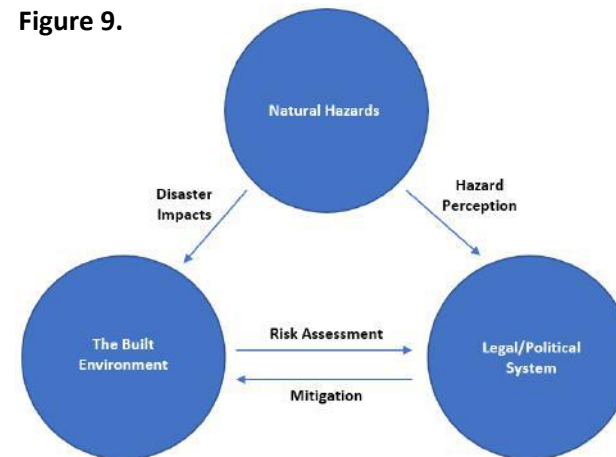 Figure 9.
Natural Hazards
Disaster
Impacts
Hazard
Perception
The Built
Environment
Risk Assessment
Mitigation
Legal/Political
System